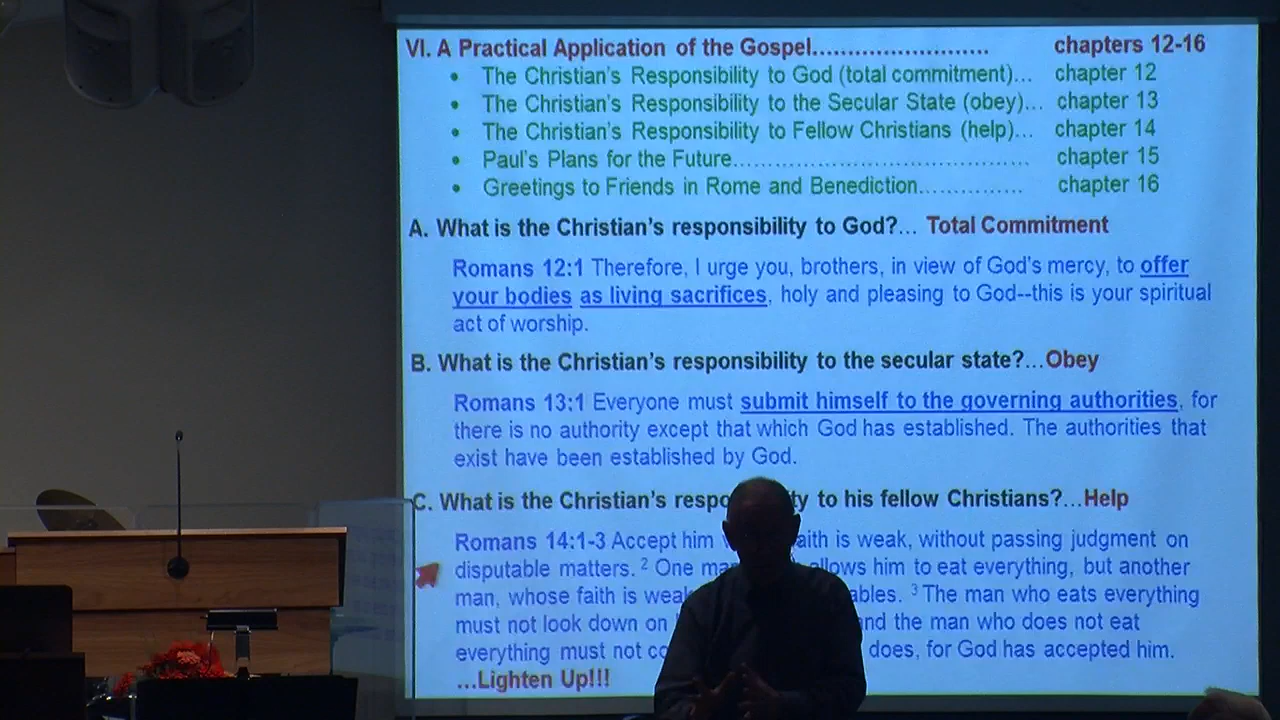 VI. A Practical Application of the Gospel........................ chapters 12-16
• The Christian's Responsibility to God (total commitment)... chapter 12
• The Christian's Responsibility to the Secular State (obey)... chapter 13
• The Christian's Responsibility to Fellow Christians (help)... chapter 14
• Paul's Plans for the Future....................................... chapter 15
• Greetings to Friends in Rome and Benediction............... chapter 16
A. What is the Christian's responsibility to God?... Total Commitment
Romans 12:1 Therefore, I urge you, brothers, in view of God's mercy, to offer
your bodies as living sacrifices, holy and pleasing to God--this is your spiritual
act of worship.
B. What is the Christian's responsibility to the secular state?...Obey
Romans 13:1 Everyone must submit himself to the governing authorities, for
there is no authority except that which God has established. The authorities that
exist have been established by God.
C. What is the Christian's respo ty to his fellow Christians?...Help
Romans 14:1-3 Accept him aith is weak, without passing judgment on
disputable matters. 2 One ma allows him to eat everything, but another
man, whose faith is weak ables. 3 The man who eats everything
must not look down on and the man who does not eat
everything must not co does, for God has accepted him.
...Lighten Up!!!